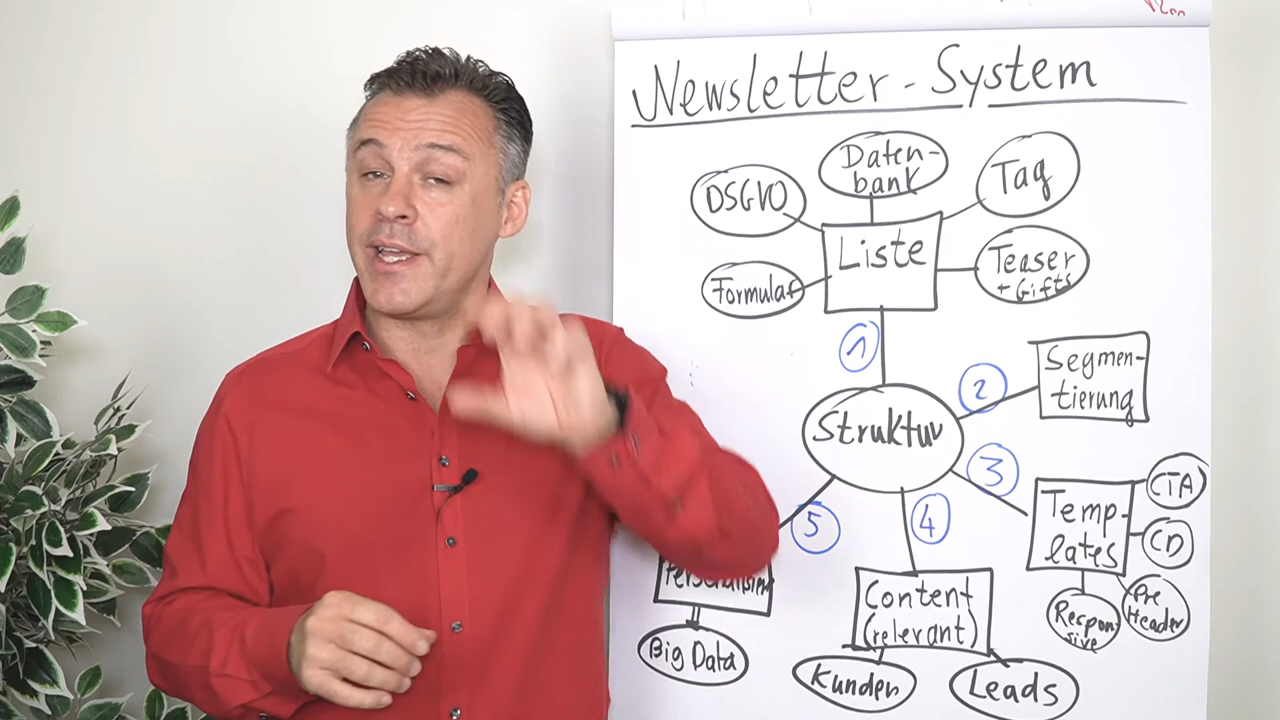 Newsletter-System
DSGVO
Daten-
bank
Tag
Liste
Teaser
+ Gifts
Formular
1
2
Segmen-
tierung
Struktur
3
5
4
CTA
Temp-
lates
CD
Content
(relevant)
Pre
Header
Respon
sive
Big Data
Kunden
Leads